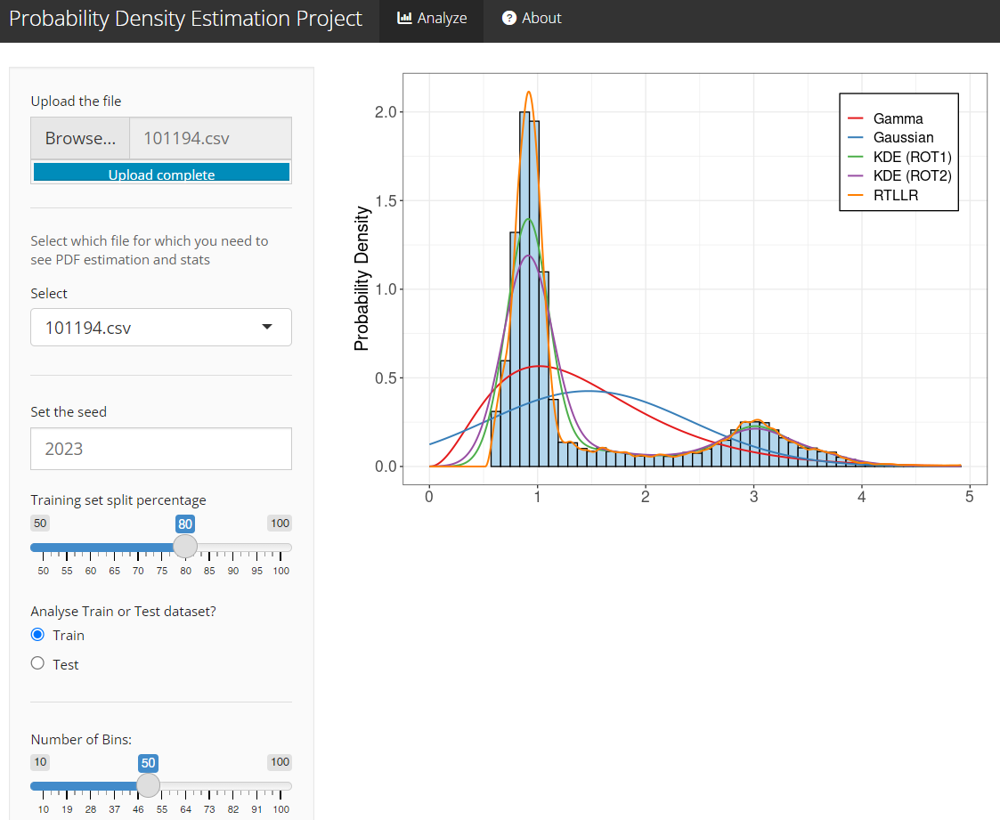 Probability Density Estimation Project
Analyze
? About
Upload the file
Browse... 101194.csv
Upload complete
Select which file for which you need to
see PDF estimation and stats
Select
101194.csv
Set the seed
2023
Training set split percentage
50 80 100
50 55 60 65 70 75 80 85 90 95 100
Analyse Train or Test dataset?
Train
Test
Number of Bins:
10 50 100
10 19 28 37 46 55 64 73 82 91 100
Probability Density
2.0
1.5
1.0
0.5
0.0
0 1 2 3 4 5
Gamma
Gaussian
KDE (ROT1)
KDE (ROT2)
RTLLR